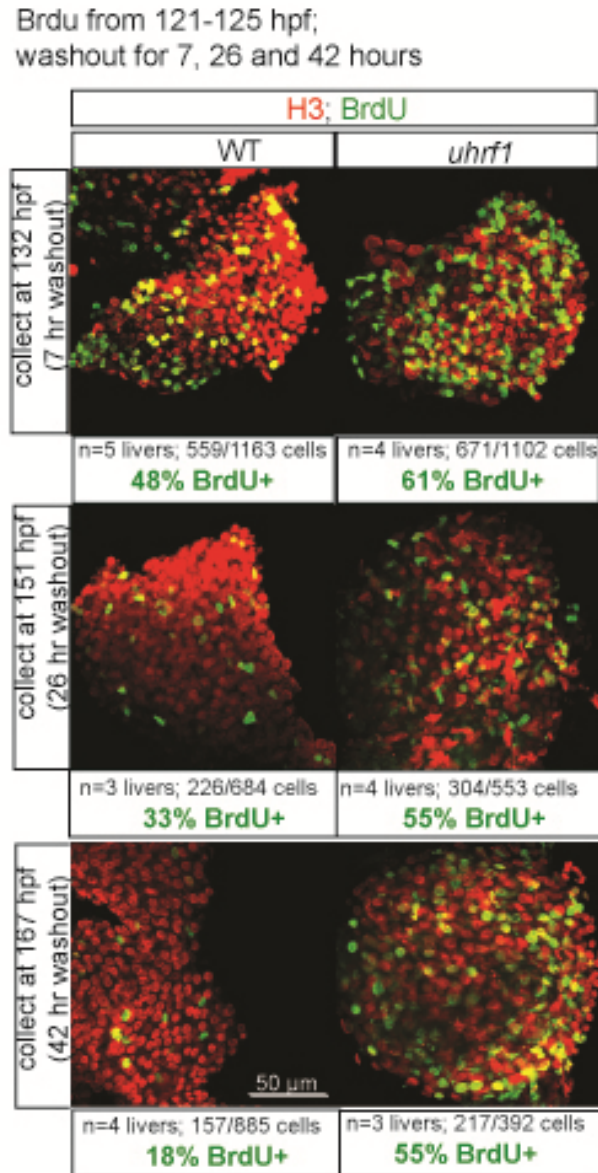 Brdu from 121-125 hpf;
washout for 7, 26 and 42 hours
H3; BrdU
WT
uhrf1
collect at 132 hpf
(7 hr washout)
n=5 livers; 559/1163 cells
48% BrdU+
n=4 livers; 671/1102 cells
61% BrdU+
collect at 151 hpf
(26 hr washout)
n=3 livers; 226/684 cells
33% BrdU+
n=4 livers; 304/553 cells
55% BrdU+
collect at 167 hpf
(42 hr washout)
50 µm
n=4 livers; 157/885 cells
18% BrdU+
n=3 livers; 217/392 cells
55% BrdU+